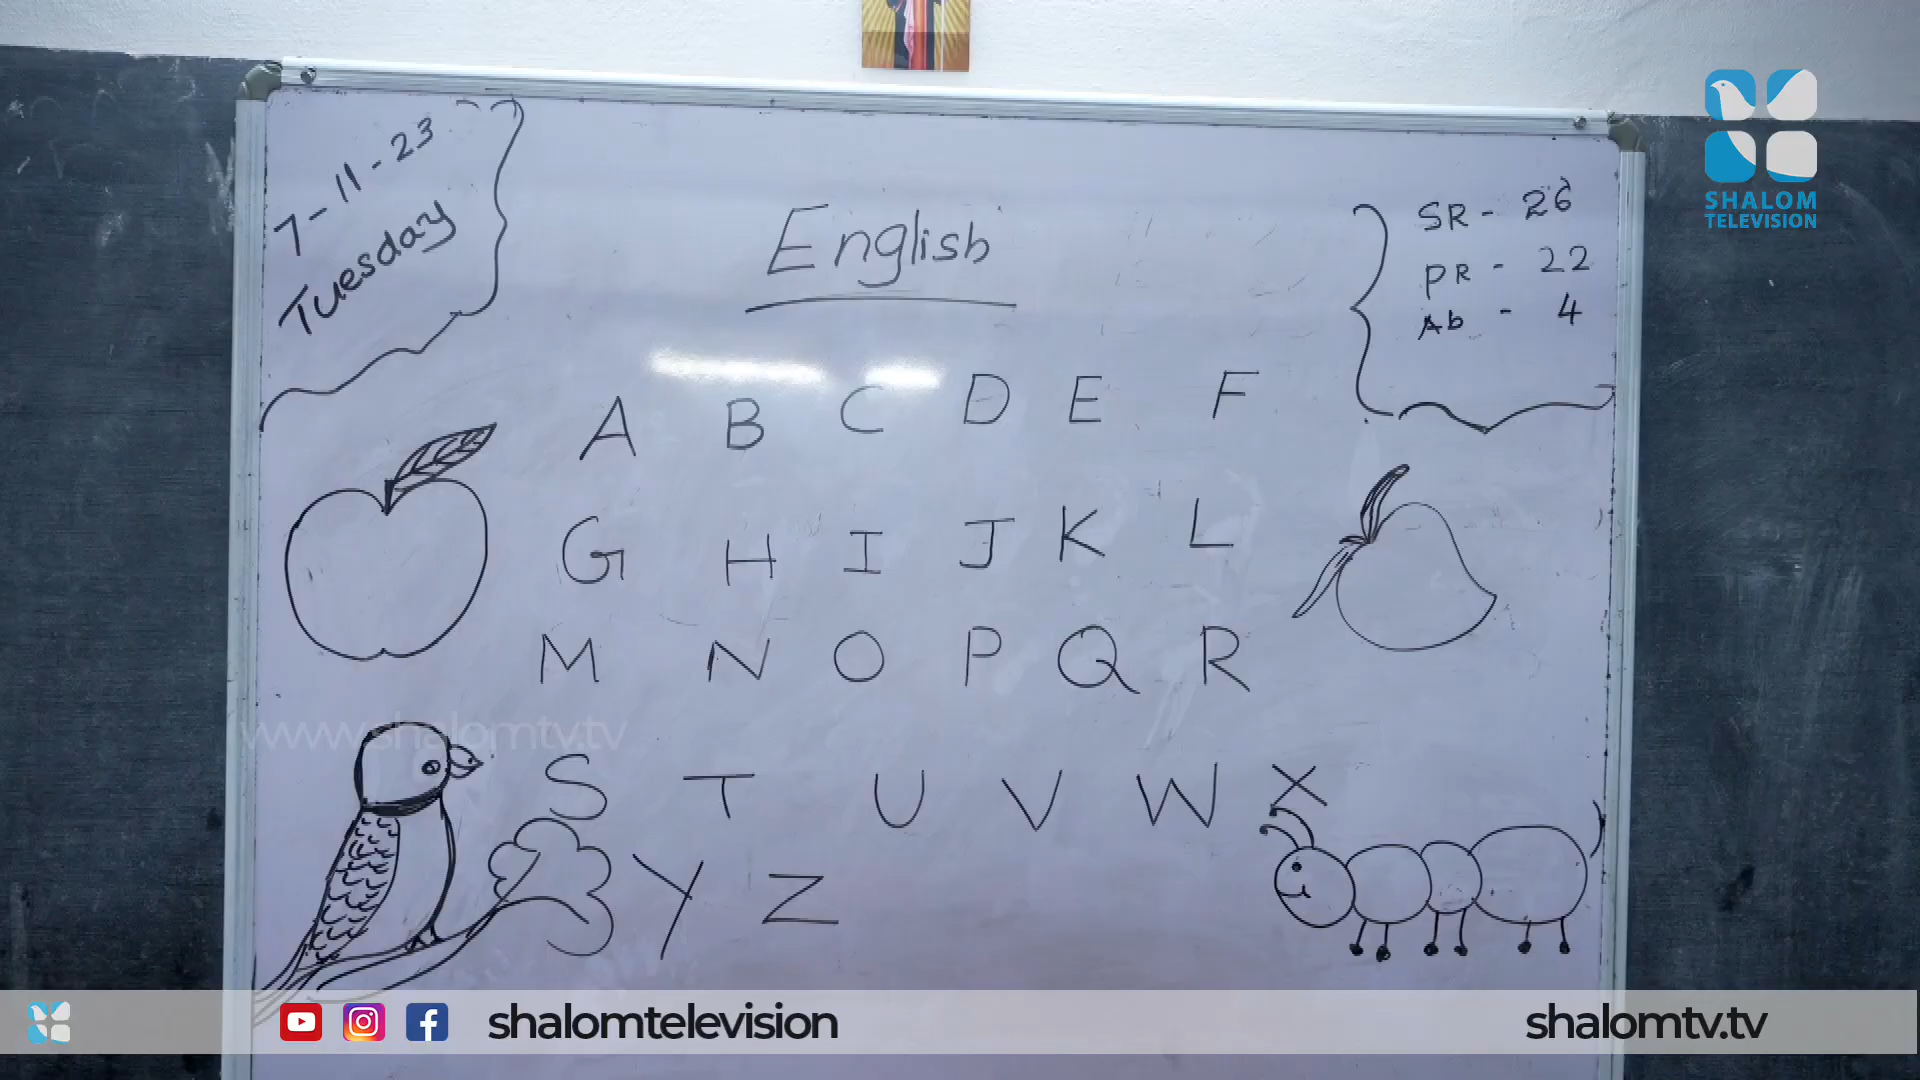 7-11-23
Tuesday
English
SR - 26
PR - 22
Ab - 4
SHALOM
TELEVISION
A B C D E F
G H I J K L
M N O P Q R
www.shalomtv.tv
S T U V W X
Y Z
shalomtelevision
shalomtv.tv